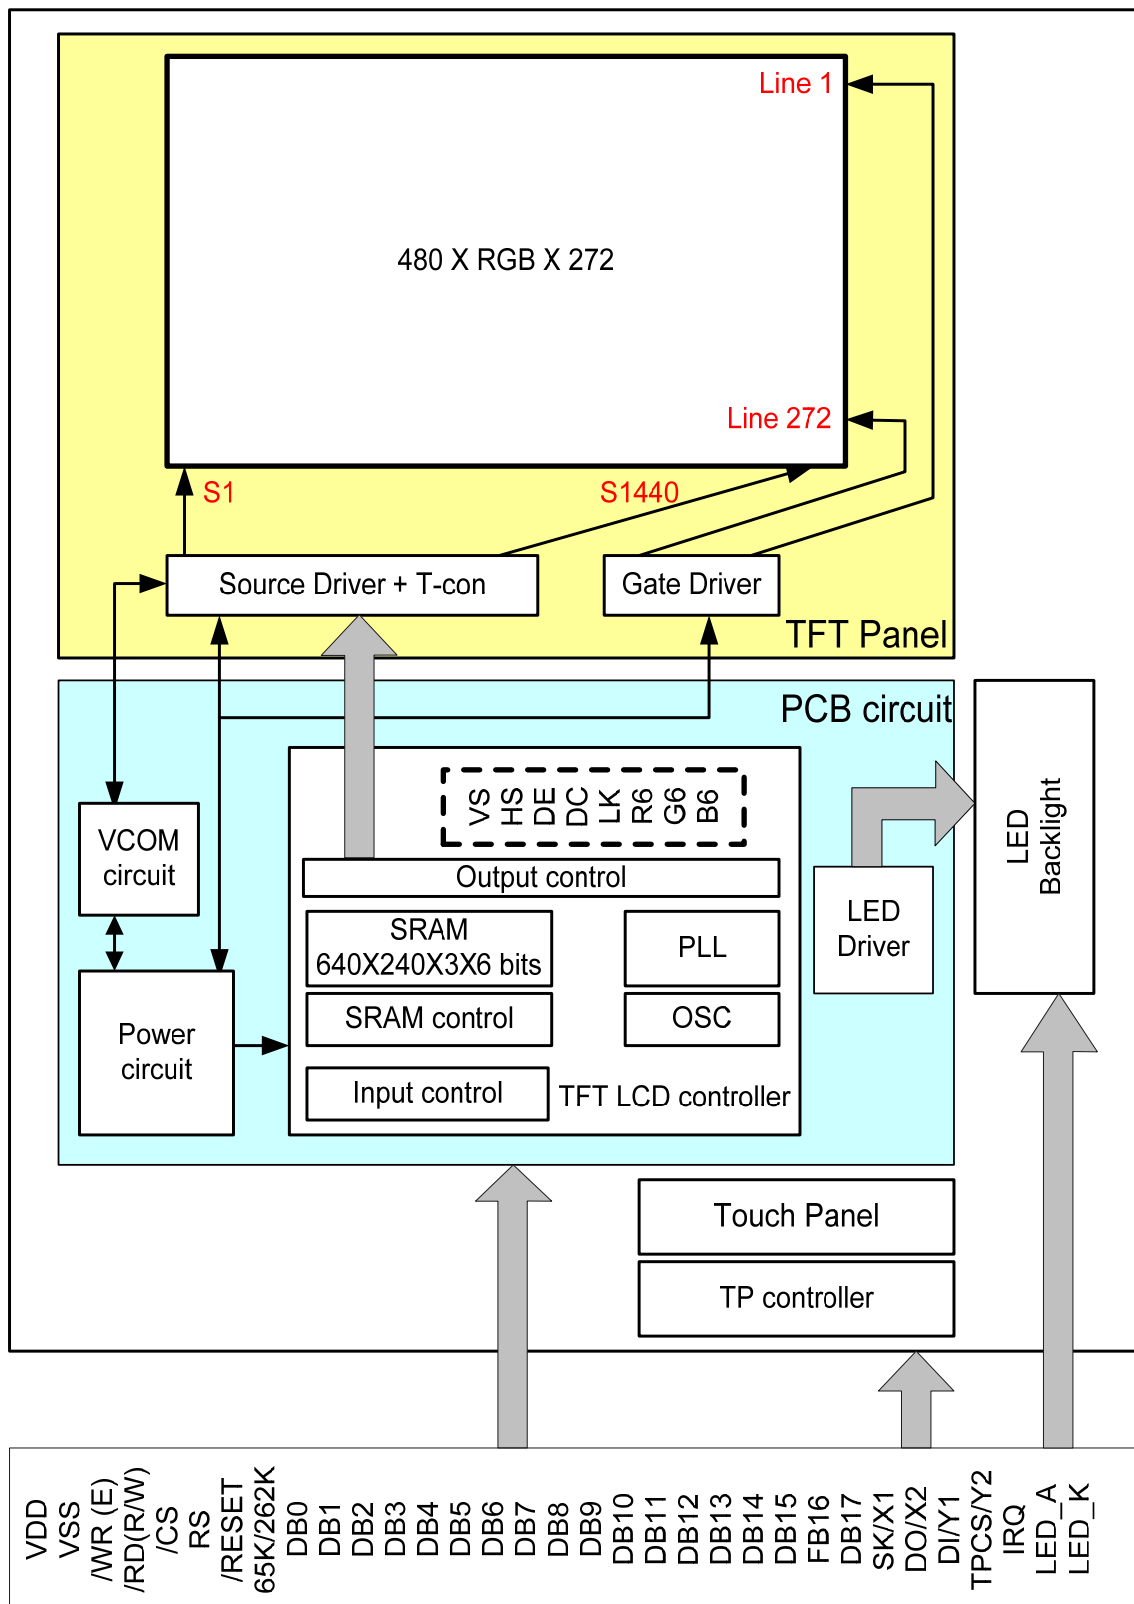 Line 1
480 X RGB X 272
Line 272
S1
S1440
Source Driver + T-con
Gate Driver
TFT Panel
PCB circuit
VS
HS
DE
DC
LK
R6
G6
B6
VCOM
circuit
Output control
LED
Backlight
SRAM
640X240X3X6 bits
PLL
LED
Driver
SRAM control
OSC
Power
circuit
Input control
TFT LCD controller
Touch Panel
TP controller
VDD
VSS
/WR (E)
/RD(R/W)
/CS
RS
/RESET
65K/262K
DB0
DB1
DB2
DB3
DB4
DB5
DB6
DB7
DB8
DB9
DB10
DB11
DB12
DB13
DB14
DB15
FB16
DB17
SK/X1
DO/X2
DI/Y1
TPCS/Y2
IRQ
LED_A
LED_K